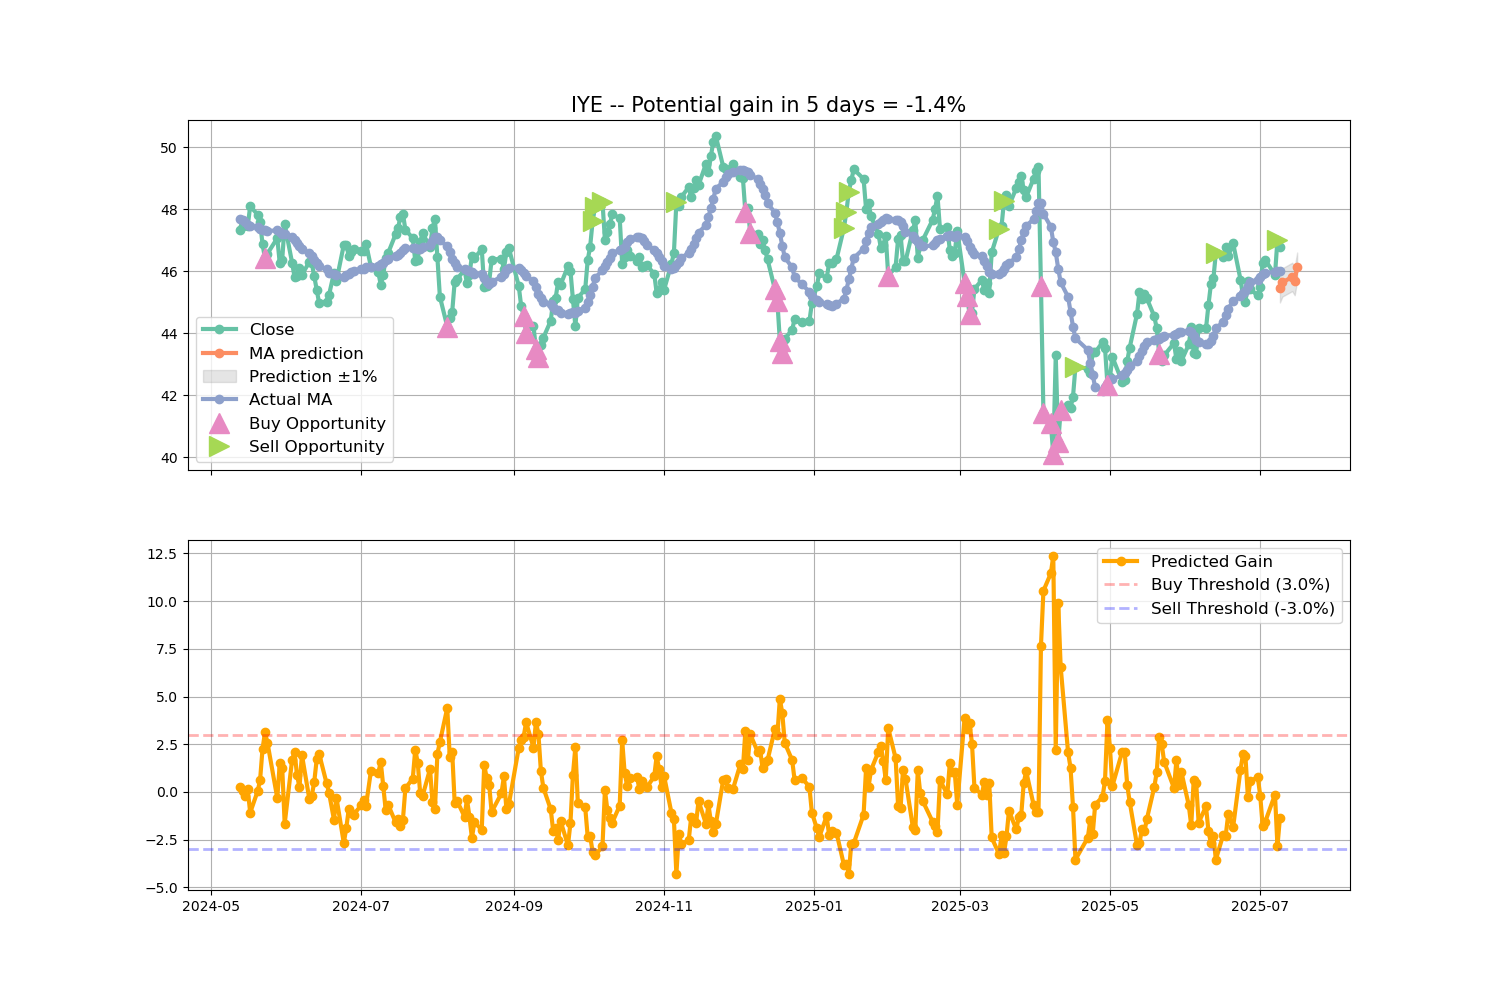 IYE -- Potential gain in 5 days = -1.4%
50
48
46
44
42
40
Close
MA prediction
Prediction ±1%
Actual MA
Buy Opportunity
Sell Opportunity
12.5
10.0
7.5
5.0
2.5
0.0
−2.5
−5.0
Predicted Gain
Buy Threshold (3.0%)
Sell Threshold (-3.0%)
2024-05
2024-07
2024-09
2024-11
2025-01
2025-03
2025-05
2025-07